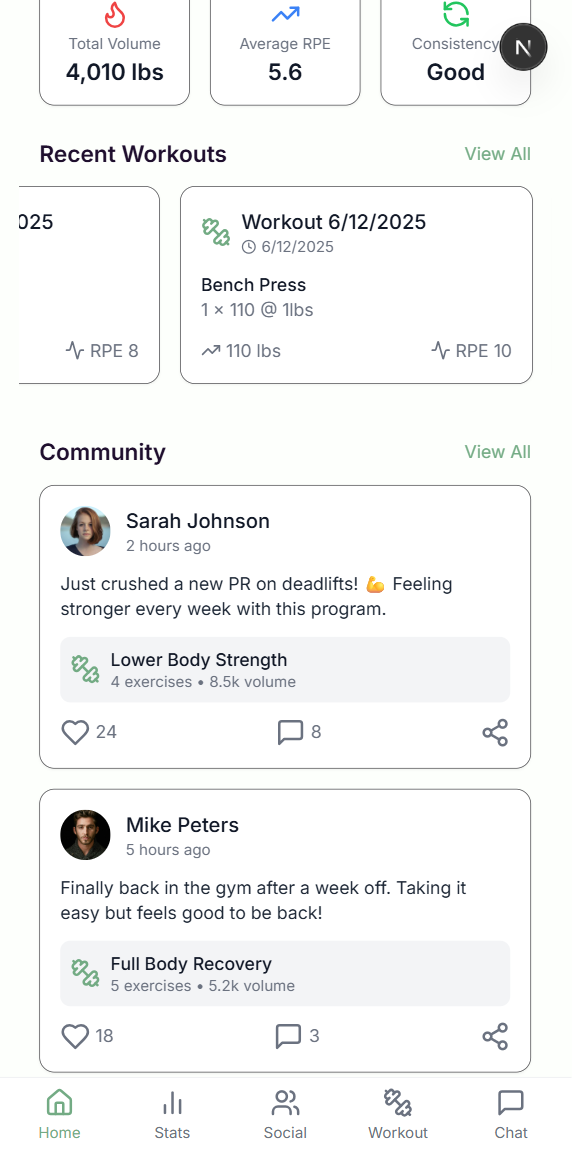 Total Volume
4,010 lbs
Average RPE
5.6
Consistency
Good
N
Recent Workouts
View All
025
RPE 8
Workout 6/12/2025
6/12/2025
Bench Press
1 × 110 @ 1lbs
110 lbs
RPE 10
Community
View All
Sarah Johnson
2 hours ago
Just crushed a new PR on deadlifts! 💪 Feeling
stronger every week with this program.
Lower Body Strength
4 exercises • 8.5k volume
24
8
Mike Peters
5 hours ago
Finally back in the gym after a week off. Taking it
easy but feels good to be back!
Full Body Recovery
5 exercises • 5.2k volume
18
3
Home
Stats
Social
Workout
Chat